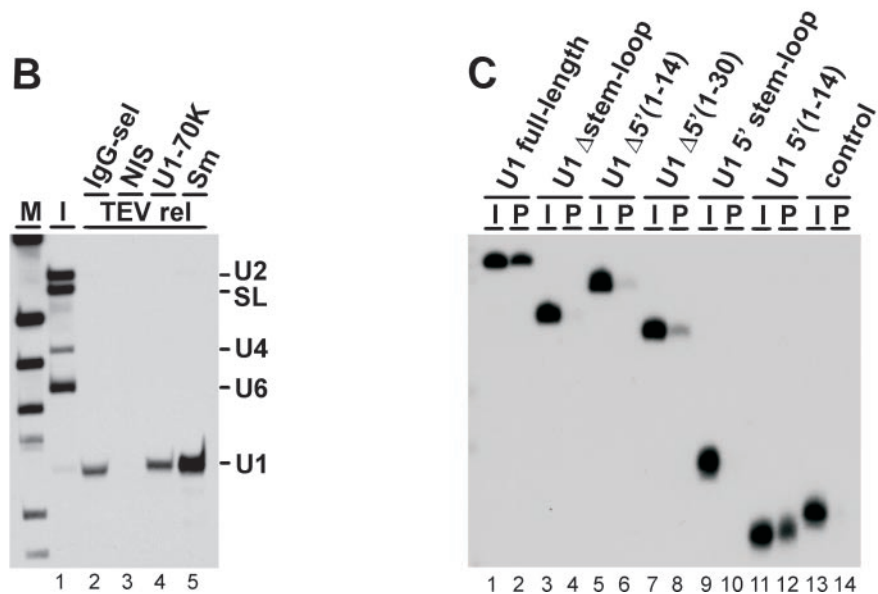 B
IgG-sel
NIS
U1-70K
Sm
M
I
TEV rel
U2
SL
U4
U6
U1
1 2 3 4 5
C
U1 full-length
U1 Δstem-loop
U1 Δ5'(1-14)
U1 Δ5'(1-30)
U1 5' stem-loop
U1 5'(1-14)
control
I P I P I P I P I P I P I P
1 2 3 4 5 6 7 8 9 10 11 12 13 14